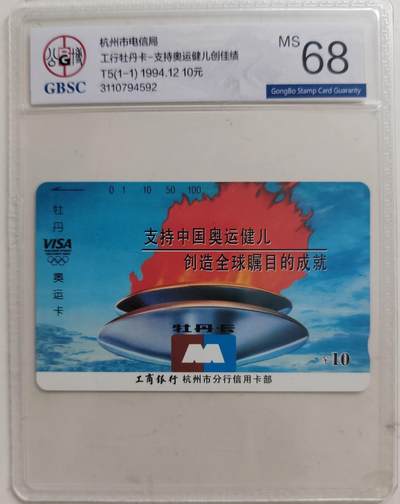 杭州市电信局
工行牡丹卡-支持奥运健儿创佳绩
T5(1-1) 1994.12 10元
3110794592
公博
GBSC
MS 68
GongBo Stamp Card Guaranty
0 1 10 50 100
牡丹
VISA
奥运卡
支持中国奥运健儿
创造全球瞩目的成就
牡丹卡
¥10
工商银行 杭州市分行信用卡部